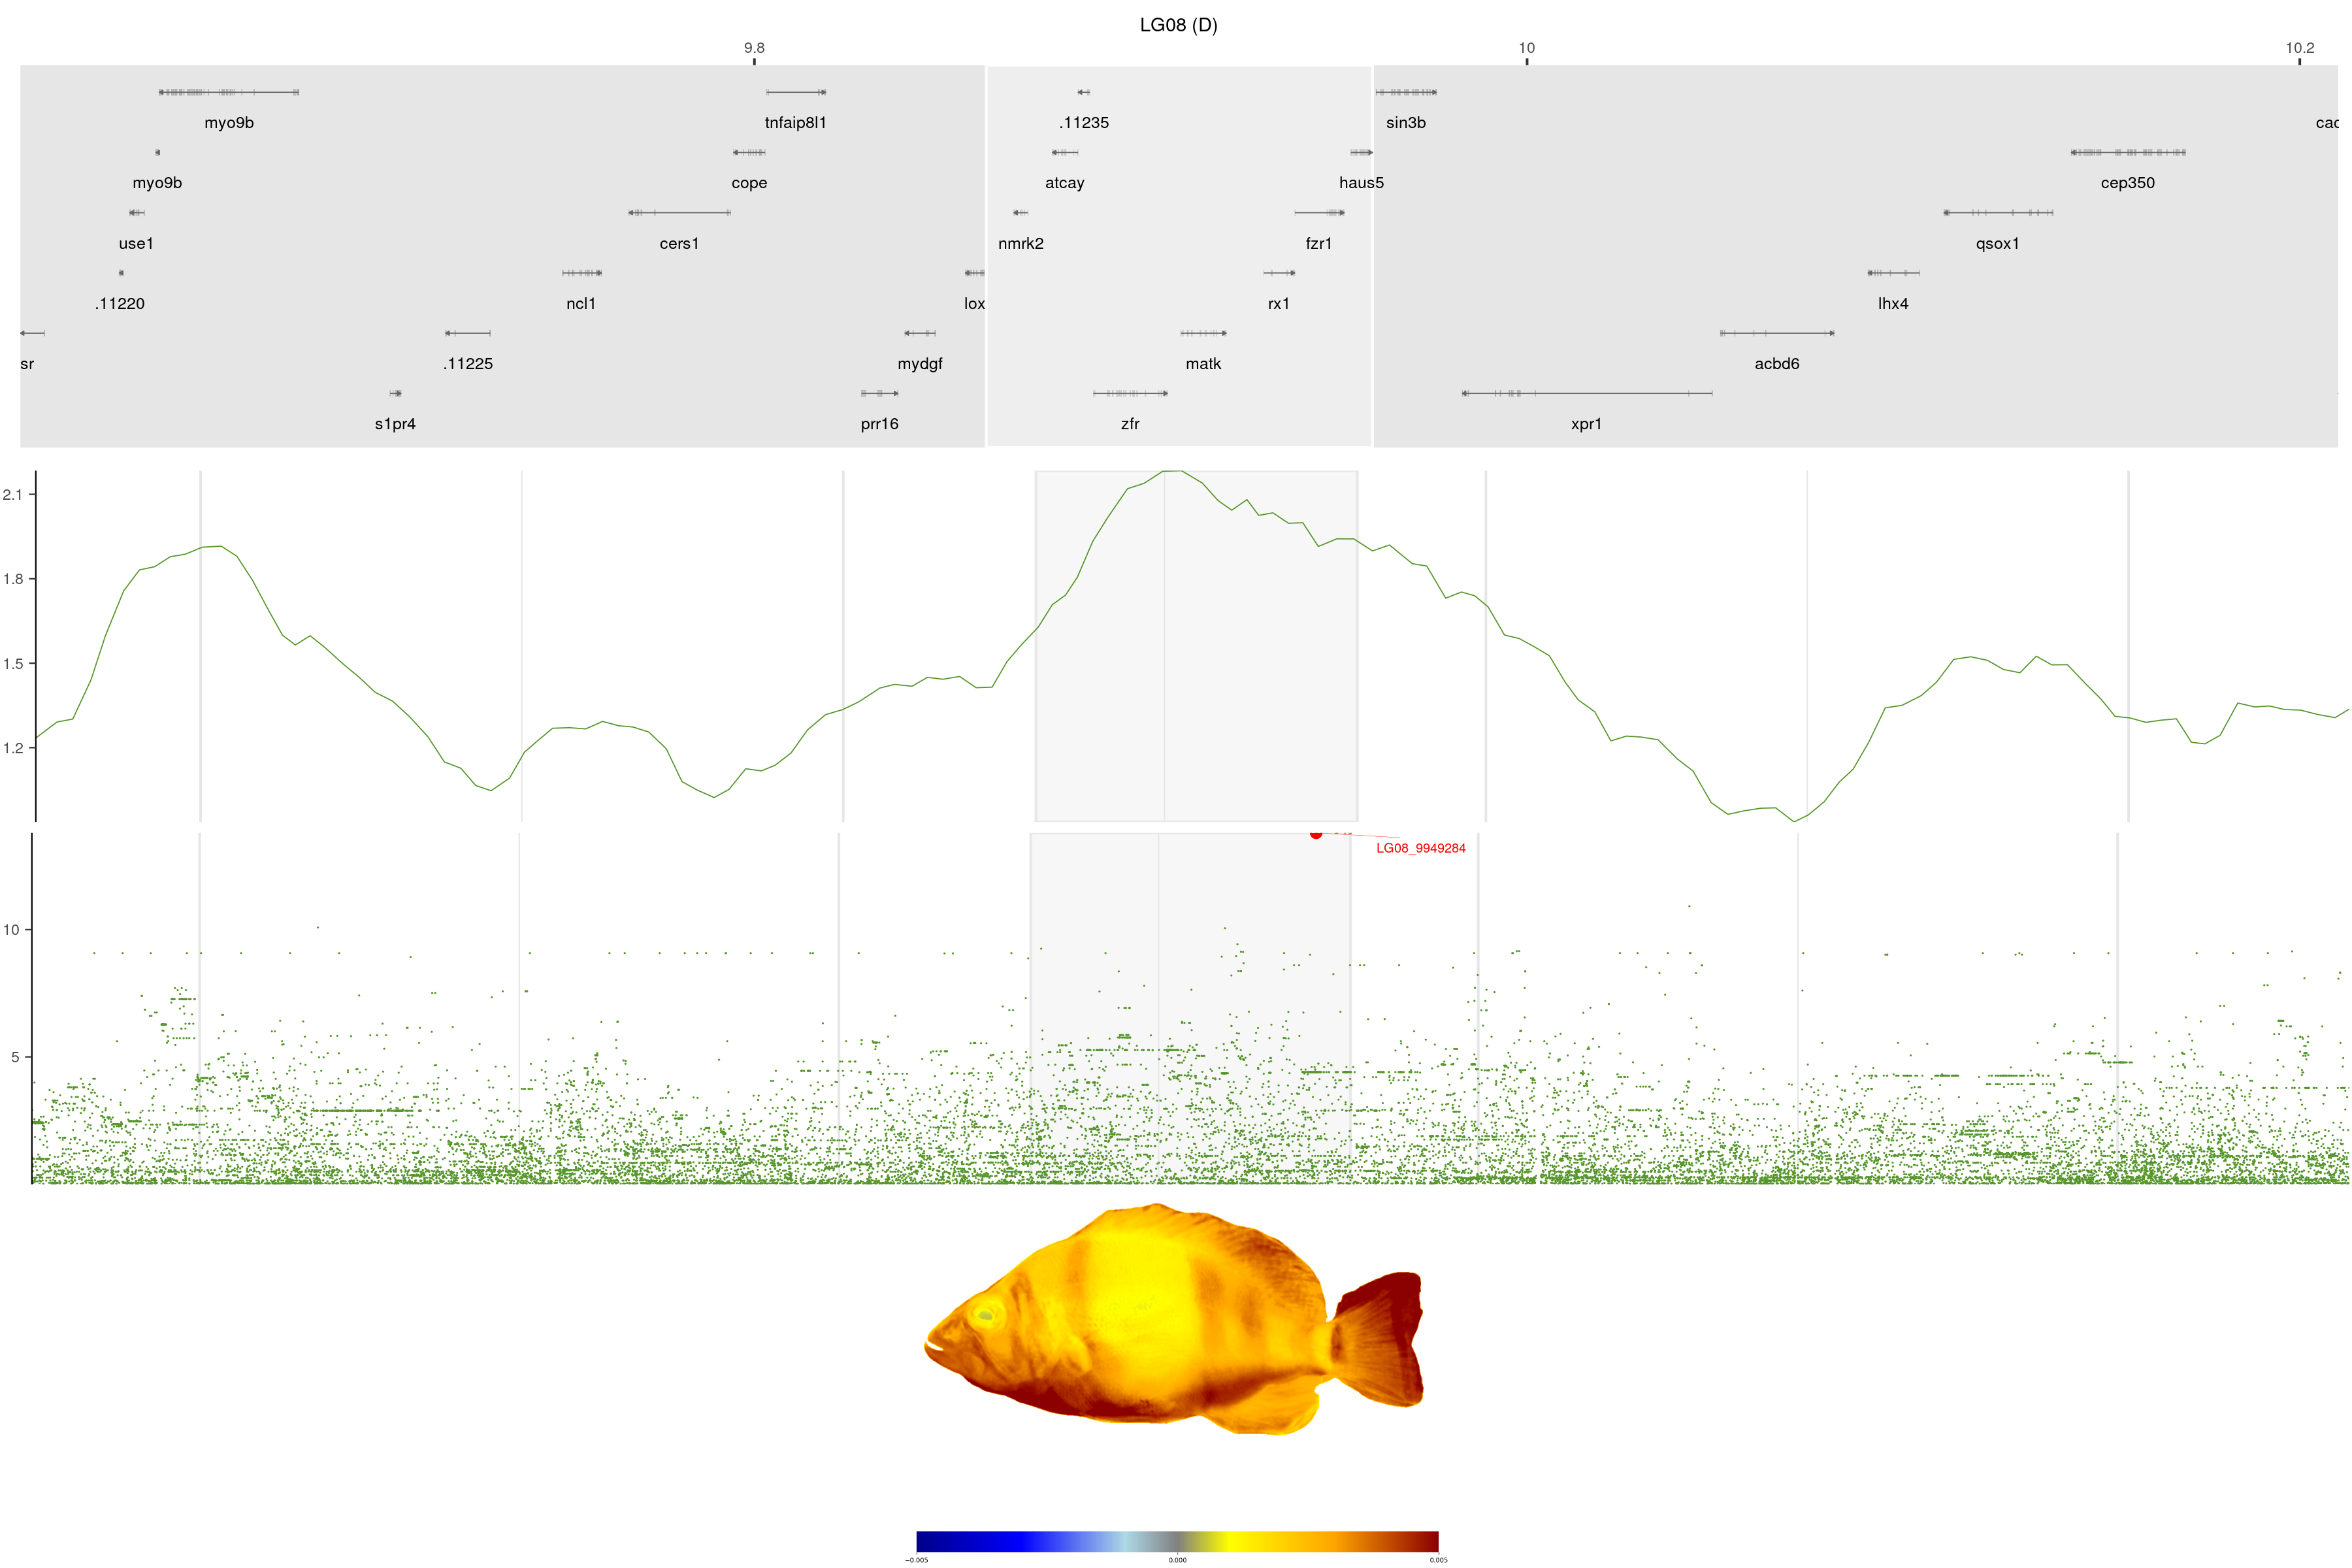 LG08 (D)
9.8 10 10.2
myo9b tnfaip8l1 .11235 sin3b cac
myo9b cope atcay haus5 cep350
use1 cers1 nmrk2 fzr1 qsox1
.11220 ncl1 lox rx1 lhx4
sr .11225 mydgf matk acbd6
s1pr4 prr16 zfr xpr1
2.1
1.8
1.5
1.2
LG08_9949284
10
5
−0.005 0.000 0.005